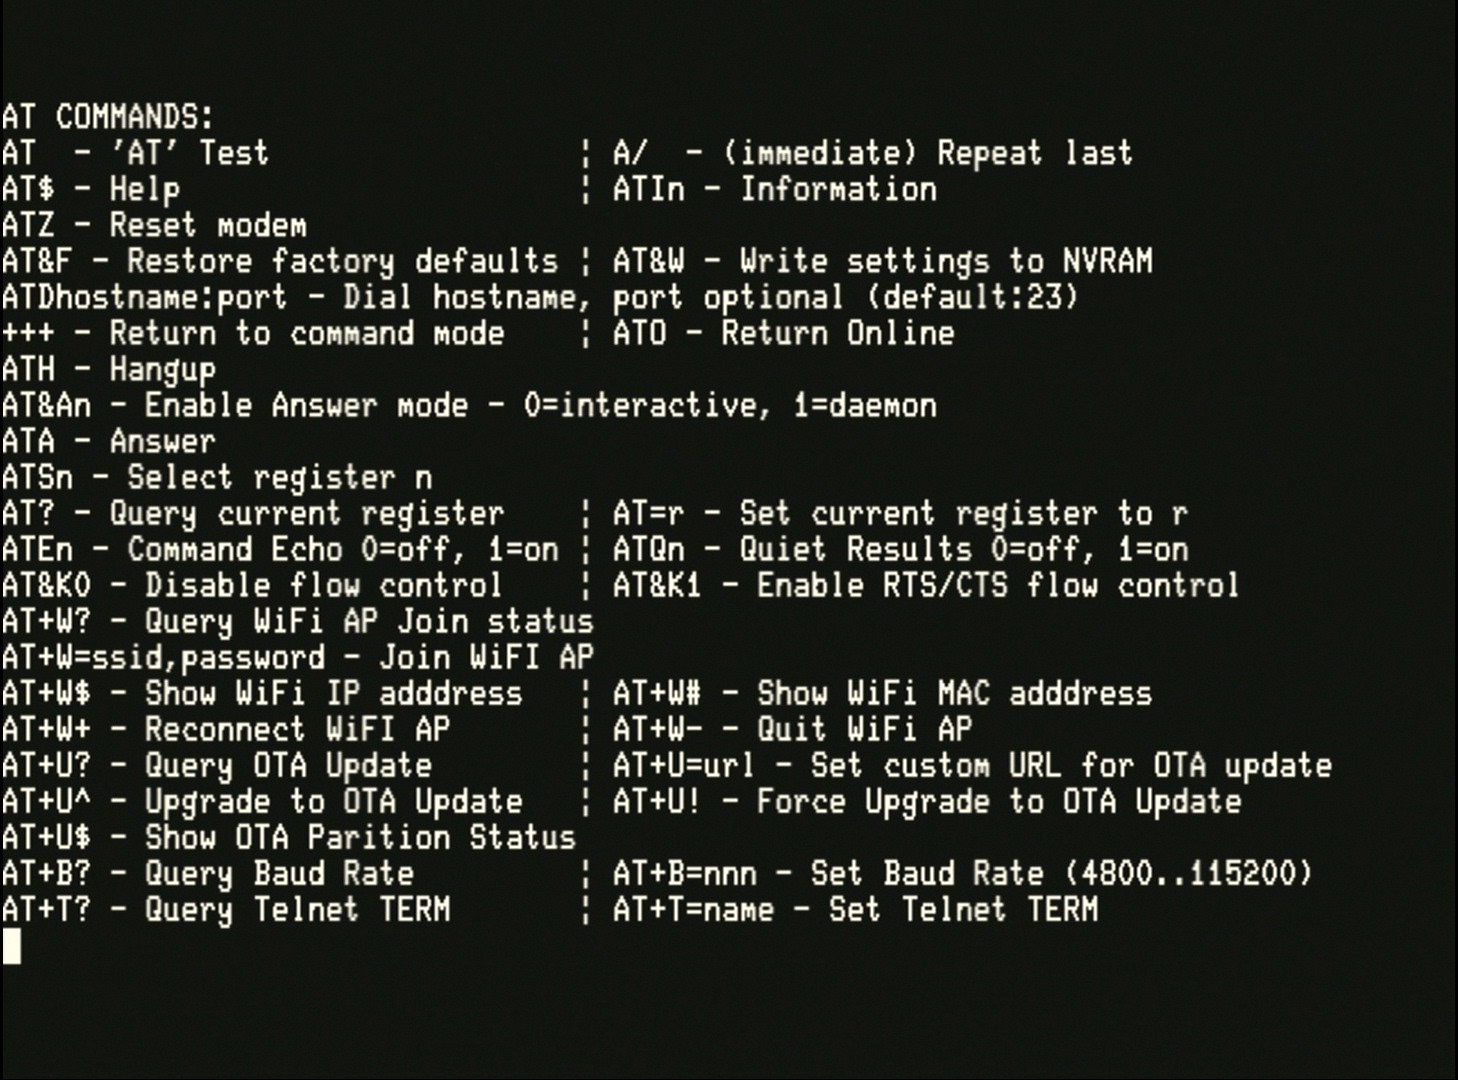 AT COMMANDS:
AT  - 'AT' Test                 ¦ A/  - (immediate) Repeat last
AT$ - Help                      ¦ ATIn - Information
ATZ - Reset modem
AT&F - Restore factory defaults ¦ AT&W - Write settings to NVRAM
ATDhostname:port - Dial hostname, port optional (default:23)
+++ - Return to command mode    ¦ ATO - Return Online
ATH - Hangup
AT&An - Enable Answer mode - 0=interactive, 1=daemon
ATA - Answer
ATSn - Select register n
AT? - Query current register    ¦ AT=r - Set current register to r
ATEn - Command Echo 0=off, 1=on ¦ ATQn - Quiet Results 0=off, 1=on
AT&K0 - Disable flow control    ¦ AT&K1 - Enable RTS/CTS flow control
AT+W? - Query WiFi AP Join status
AT+W=ssid,password - Join WiFI AP
AT+W$ - Show WiFi IP adddress   ¦ AT+W# - Show WiFi MAC adddress
AT+W+ - Reconnect WiFI AP       ¦ AT+W- - Quit WiFi AP
AT+U? - Query OTA Update        ¦ AT+U=url - Set custom URL for OTA update
AT+U^ - Upgrade to OTA Update   ¦ AT+U! - Force Upgrade to OTA Update
AT+U$ - Show OTA Parition Status
AT+B? - Query Baud Rate         ¦ AT+B=nnn - Set Baud Rate (4800..115200)
AT+T? - Query Telnet TERM       ¦ AT+T=name - Set Telnet TERM